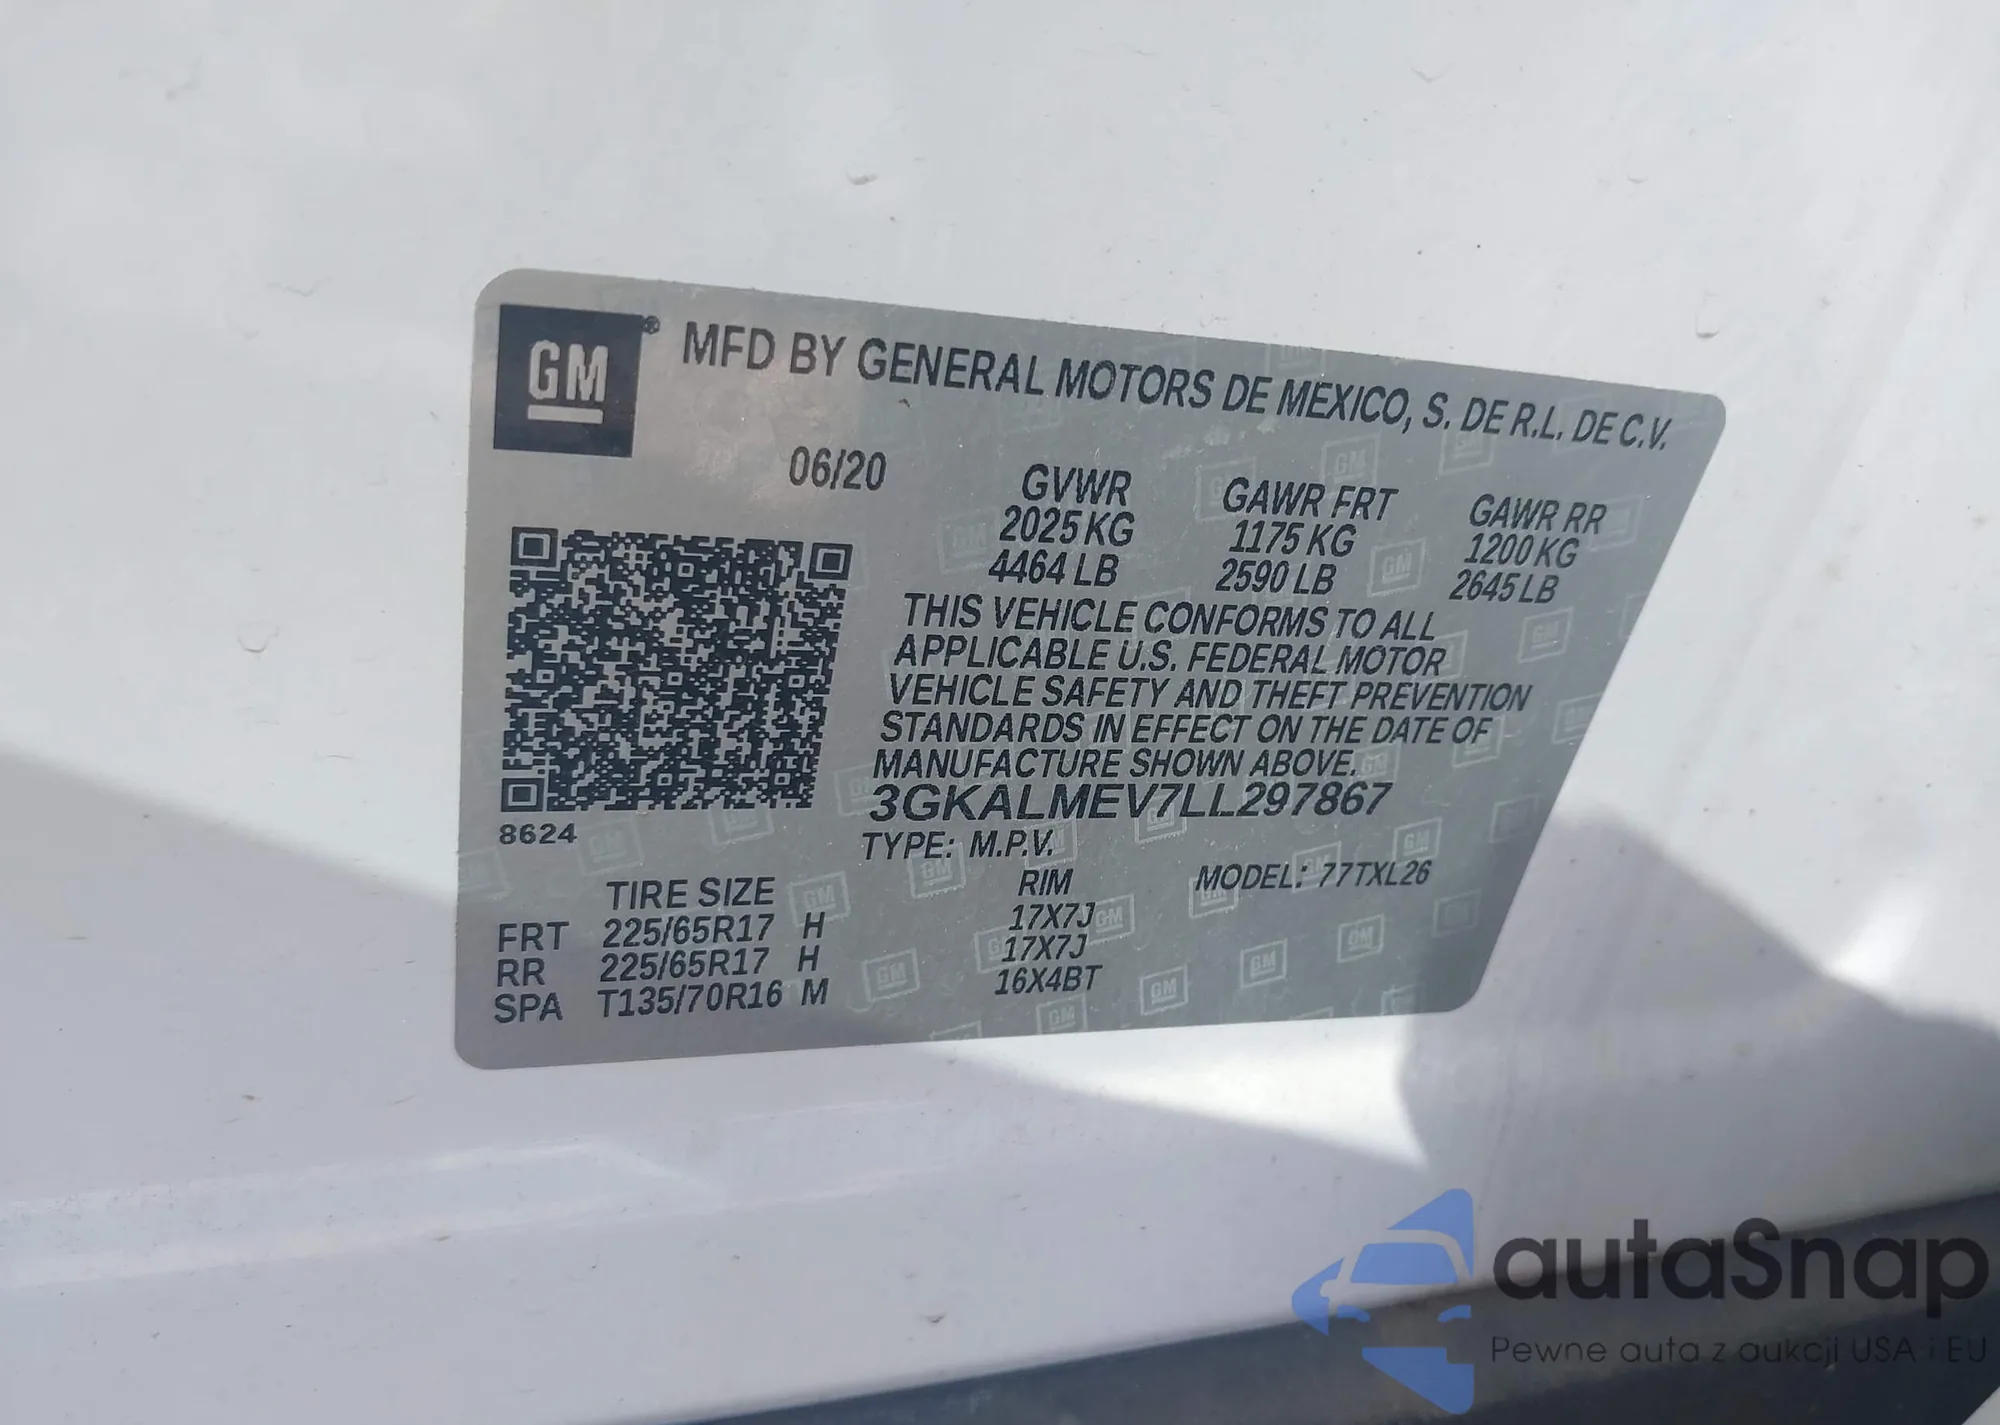 GM ® MFD BY GENERAL MOTORS DE MEXICO, S. DE R.L. DE C.V.
06/20
GVWR GAWR FRT GAWR RR
2025 KG 1175 KG 1200 KG
4464 LB 2590 LB 2645 LB
THIS VEHICLE CONFORMS TO ALL
APPLICABLE U.S. FEDERAL MOTOR
VEHICLE SAFETY AND THEFT PREVENTION
STANDARDS IN EFFECT ON THE DATE OF
MANUFACTURE SHOWN ABOVE.
3GKALMEV7LL297867
8624
TYPE: M.P.V.
MODEL: 77TXL26
TIRE SIZE RIM
FRT 225/65R17 H 17X7J
RR 225/65R17 H 17X7J
SPA T135/70R16 M 16X4BT
autaSnap
Pewne auta z aukcji USA i EU